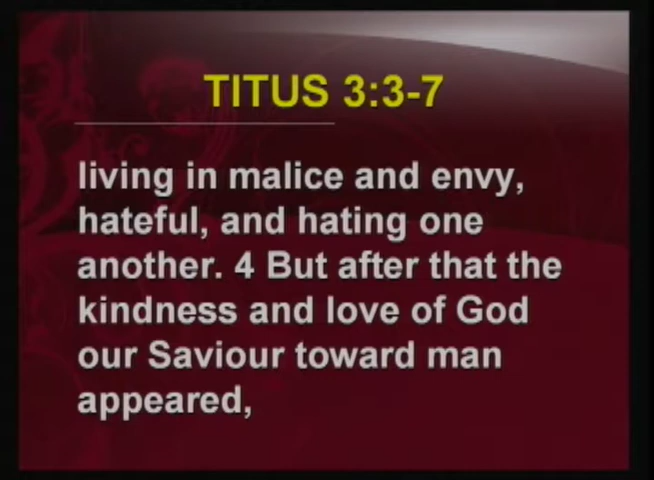 TITUS 3:3-7
living in malice and envy,
hateful, and hating one
another. 4 But after that the
kindness and love of God
our Saviour toward man
appeared,